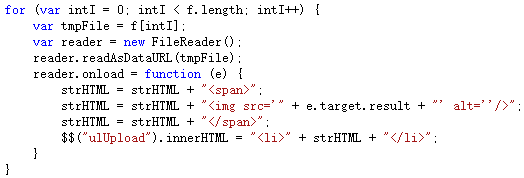 for (var intI = 0; intI < f.length; intI++) {
    var tmpFile = f[intI];
    var reader = new FileReader();
    reader.readAsDataURL(tmpFile);
    reader.onload = function (e) {
        strHTML = strHTML + "<span>";
        strHTML = strHTML + "<img src='" + e.target.result + "' alt=''/>";
        strHTML = strHTML + "</span>";
        $$("ulUpload").innerHTML = "<li>" + strHTML + "</li>";
    }
}